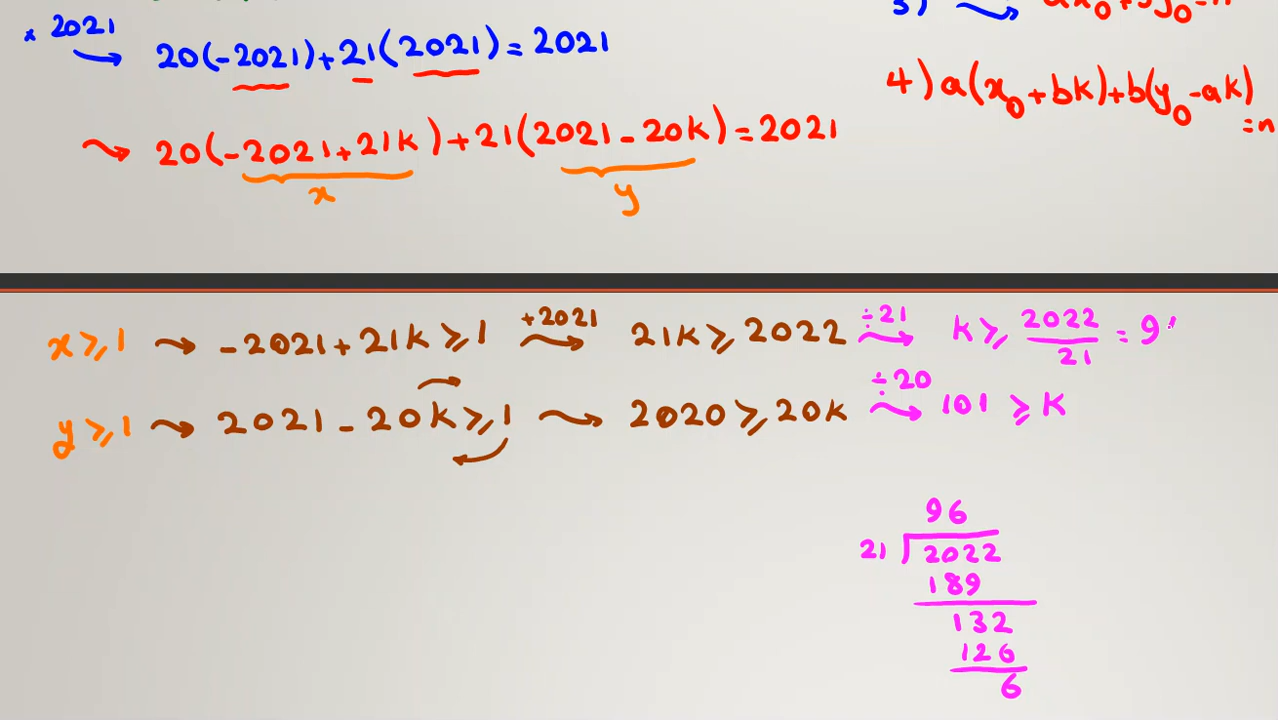 × 2021
20(-2021)+21(2021)=2021
20(-2021+21k)+21(2021-20k)=2021
x
y
4) a(x₀+bk)+b(y₀-ak)
=n
x⩾1 -2021+21k⩾1 +2021 21k⩾2022 ÷21 k⩾ 2022/21 = 9
y⩾1 2021-20k⩾1 2020⩾20k ÷20 101⩾k
96
21 2022
189
132
126
6